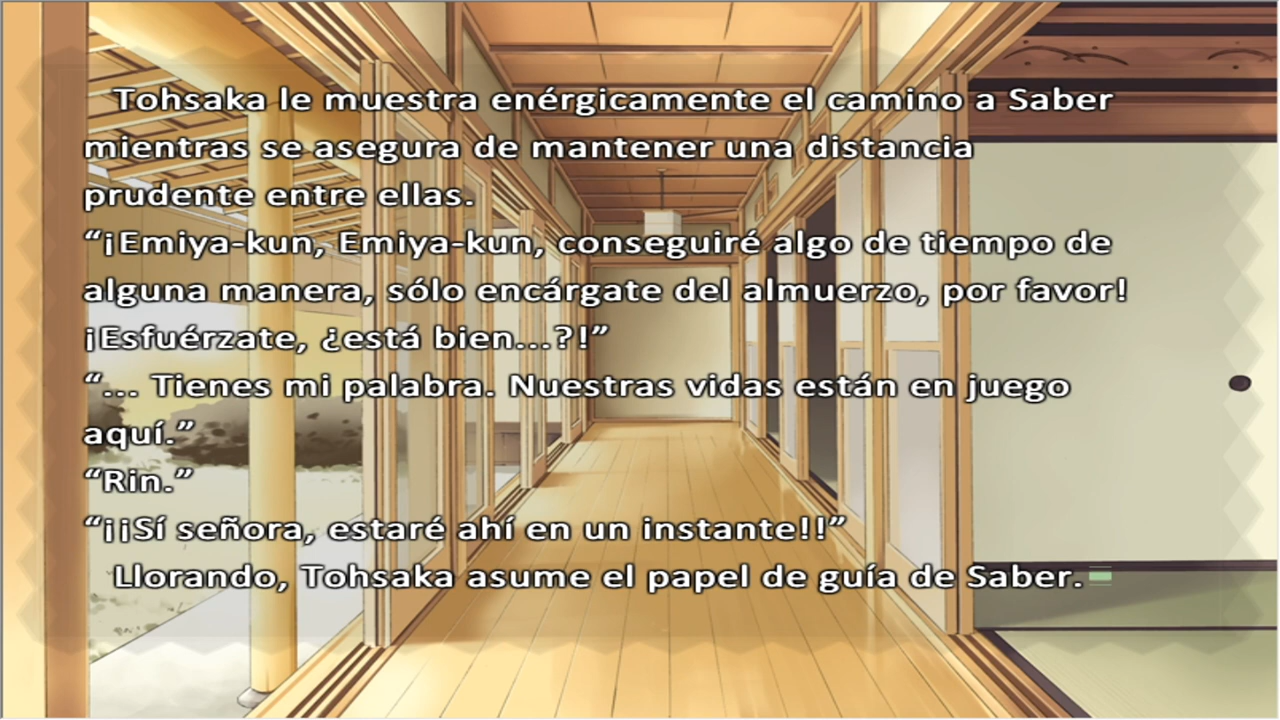 Tohsaka le muestra enérgicamente el camino a Saber
mientras se asegura de mantener una distancia
prudente entre ellas.
“¡Emiya-kun, Emiya-kun, conseguiré algo de tiempo de
alguna manera, sólo encárgate del almuerzo, por favor!
¡Esfuérzate, ¿está bien...?!”
“... Tienes mi palabra. Nuestras vidas están en juego
aquí.”
“Rin.”
“¡¡Sí señora, estaré ahí en un instante!!”
Llorando, Tohsaka asume el papel de guía de Saber.